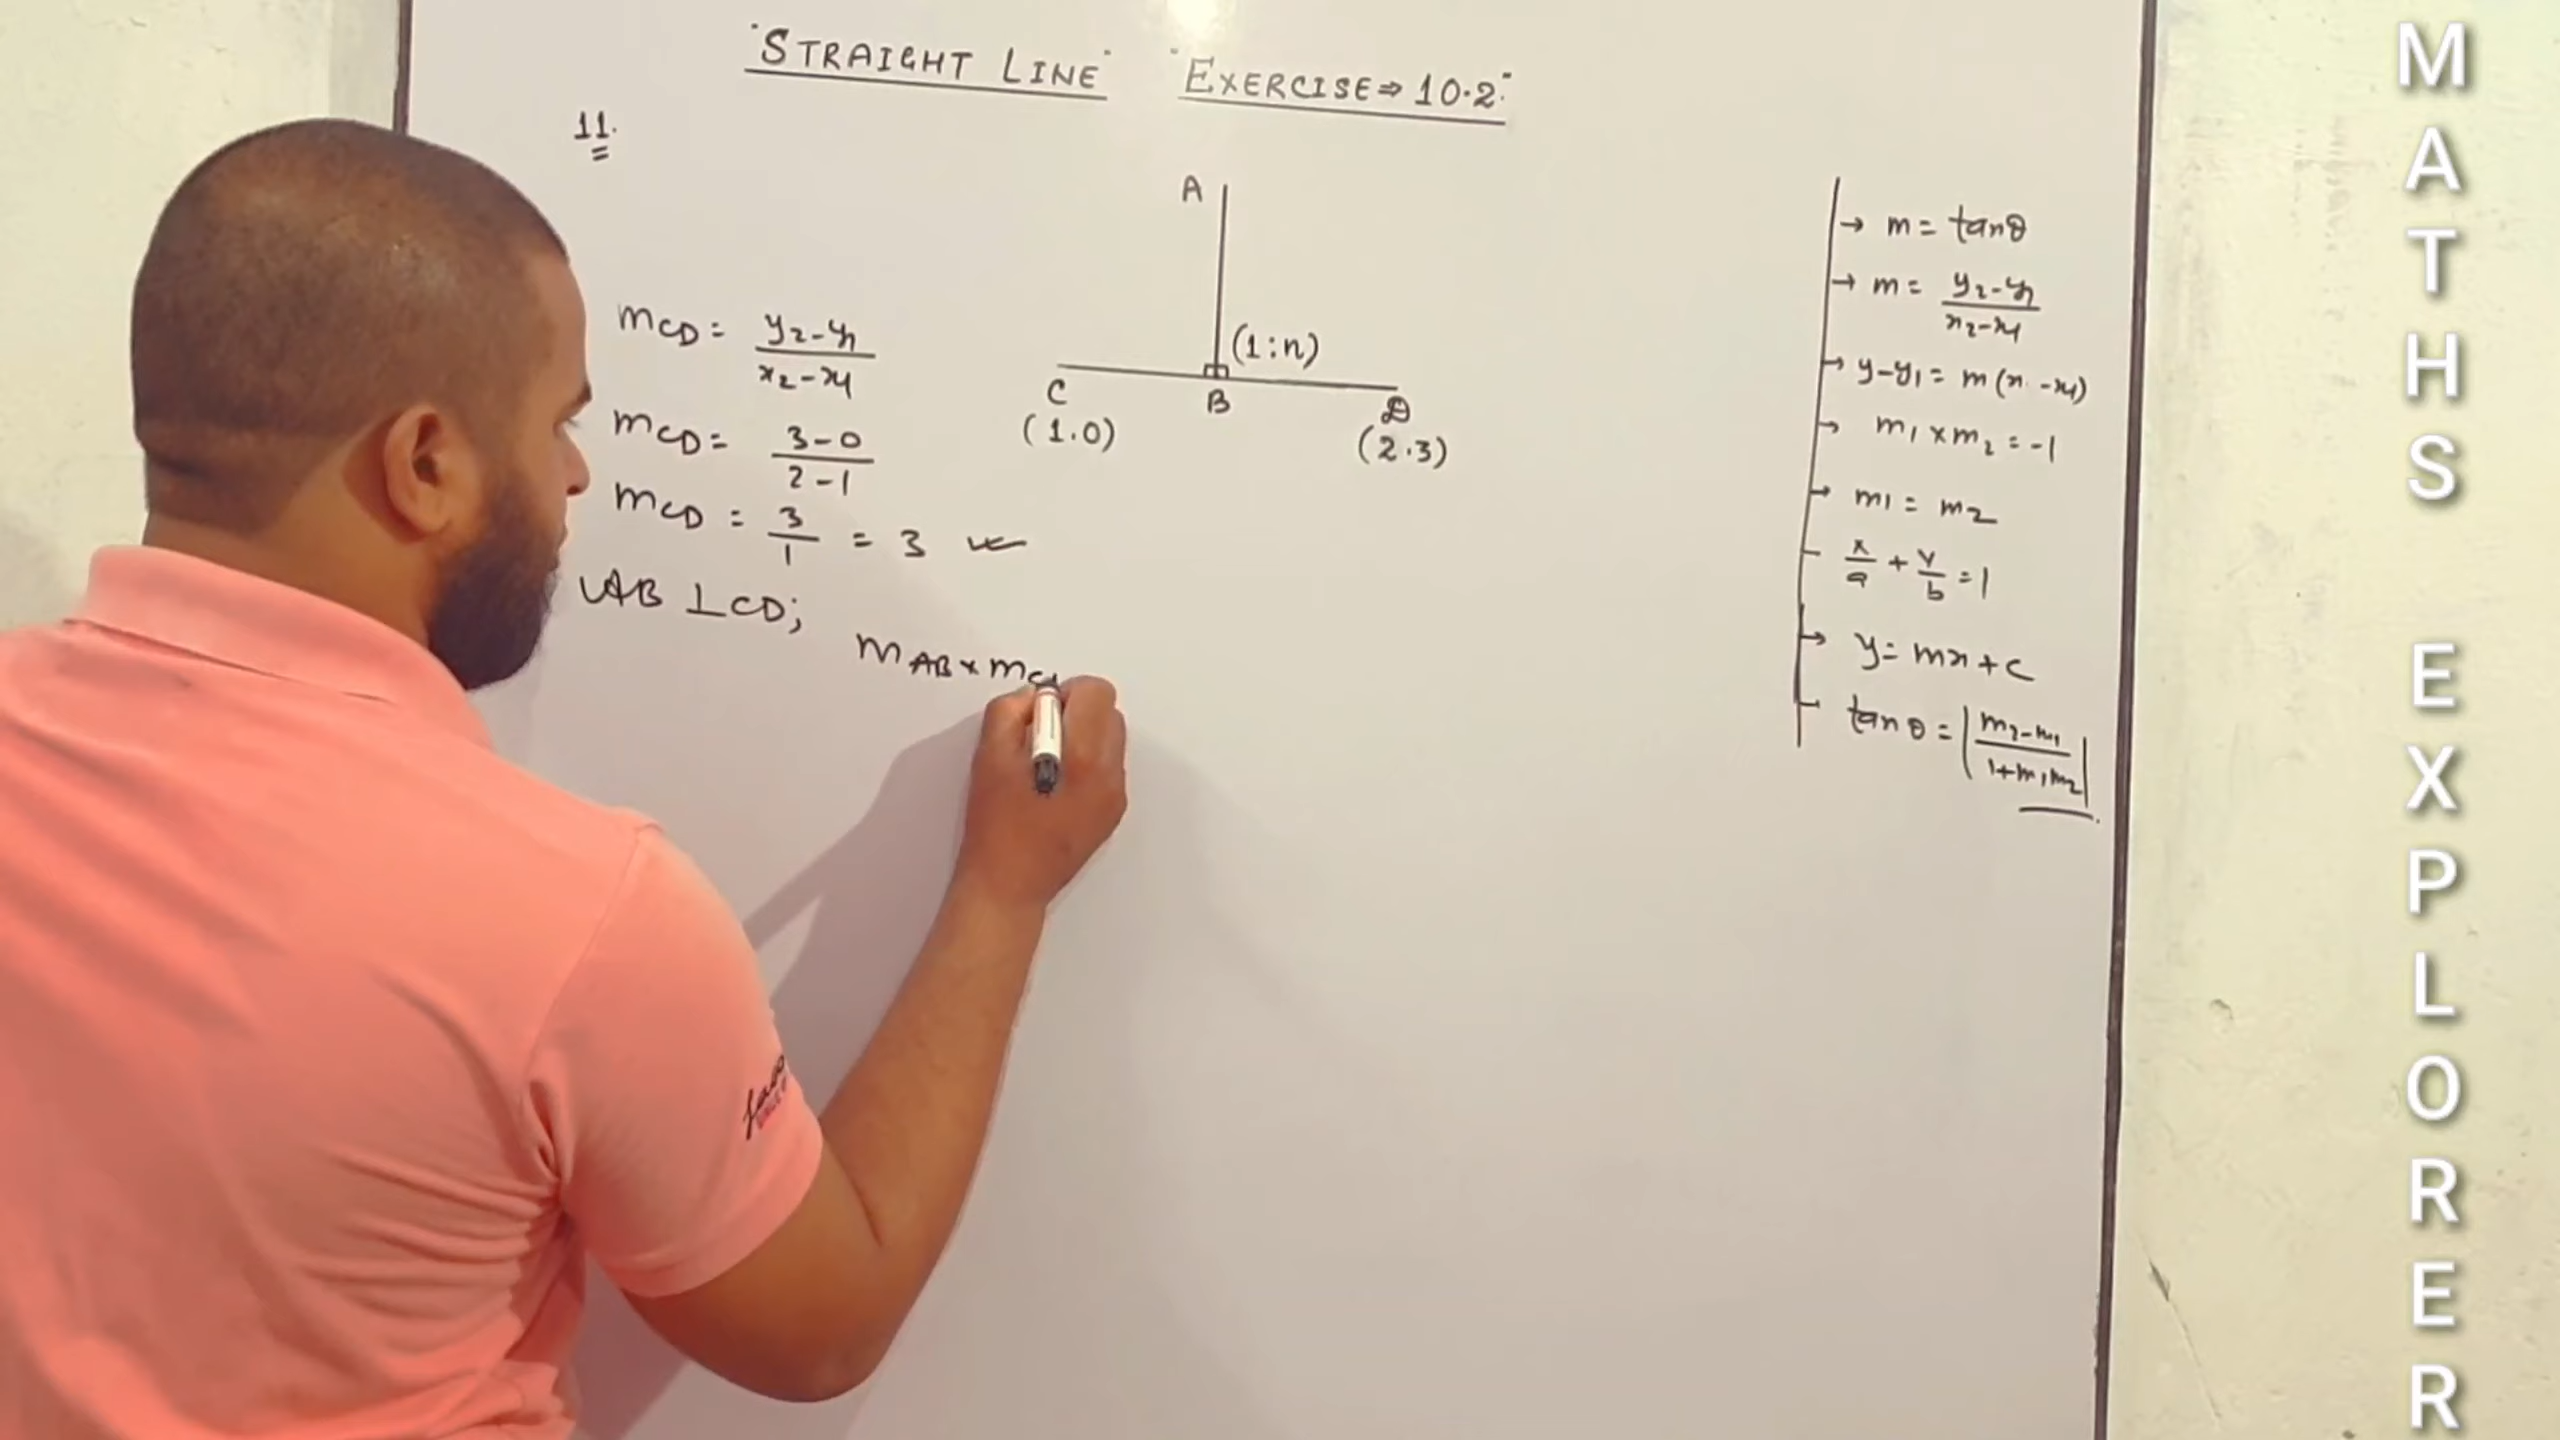 "STRAIGHT LINE" "EXERCISE⇒10.2"
11.
A
(1:n)
C B D
(1.0) (2.3)
mCD = y2-y1/x2-x1
mCD = 3-0/2-1
mCD = 3/1 = 3
AB ⊥ CD;
mAB × mC
→ m = tanθ
→ m = y2-y1/x2-x1
→ y-y1 = m(x-x1)
→ m1 × m2 = -1
→ m1 = m2
- x/a + y/b = 1
→ y = mx + c
- tan θ = |m2-m1/1+m1m2|
MATHS EXPLORER